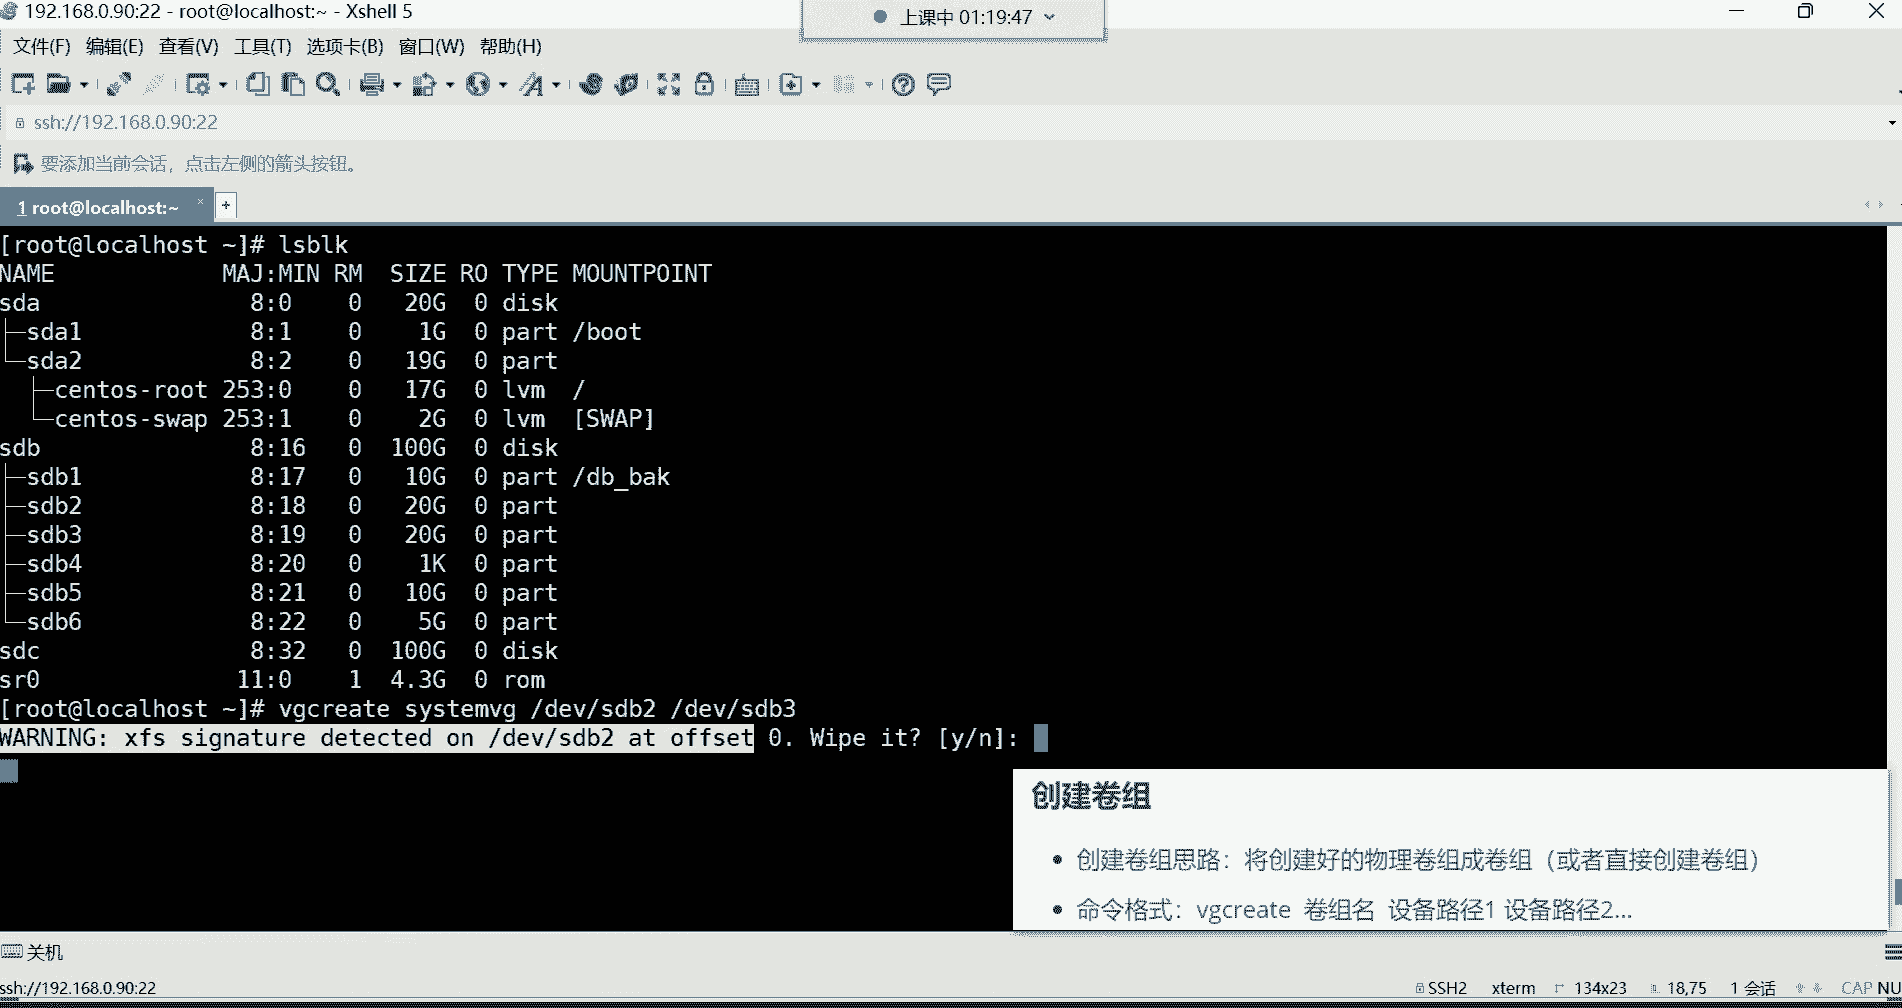 192.168.0.90:22 - root@localhost:~ - Xshell 5
上课中 01:19:47
文件(F) 编辑(E) 查看(V) 工具(T) 选项卡(B) 窗口(W) 帮助(H)
ssh://192.168.0.90:22
要添加当前会话，点击左侧的箭头按钮。
1 root@localhost:~ × +
[root@localhost ~]# lsblk
NAME MAJ:MIN RM SIZE RO TYPE MOUNTPOINT
sda 8:0 0 20G 0 disk
├─sda1 8:1 0 1G 0 part /boot
└─sda2 8:2 0 19G 0 part
├─centos-root 253:0 0 17G 0 lvm /
└─centos-swap 253:1 0 2G 0 lvm [SWAP]
sdb 8:16 0 100G 0 disk
├─sdb1 8:17 0 10G 0 part /db_bak
├─sdb2 8:18 0 20G 0 part
├─sdb3 8:19 0 20G 0 part
├─sdb4 8:20 0 1K 0 part
├─sdb5 8:21 0 10G 0 part
└─sdb6 8:22 0 5G 0 part
sdc 8:32 0 100G 0 disk
sr0 11:0 1 4.3G 0 rom
[root@localhost ~]# vgcreate systemvg /dev/sdb2 /dev/sdb3
WARNING: xfs signature detected on /dev/sdb2 at offset 0. Wipe it? [y/n]:
创建卷组
• 创建卷组思路：将创建好的物理卷组成卷组（或者直接创建卷组）
• 命令格式：vgcreate 卷组名 设备路径1 设备路径2...
关机
ssh://192.168.0.90:22
SSH2 xterm 134x23 18,75 1 会话 CAP NU